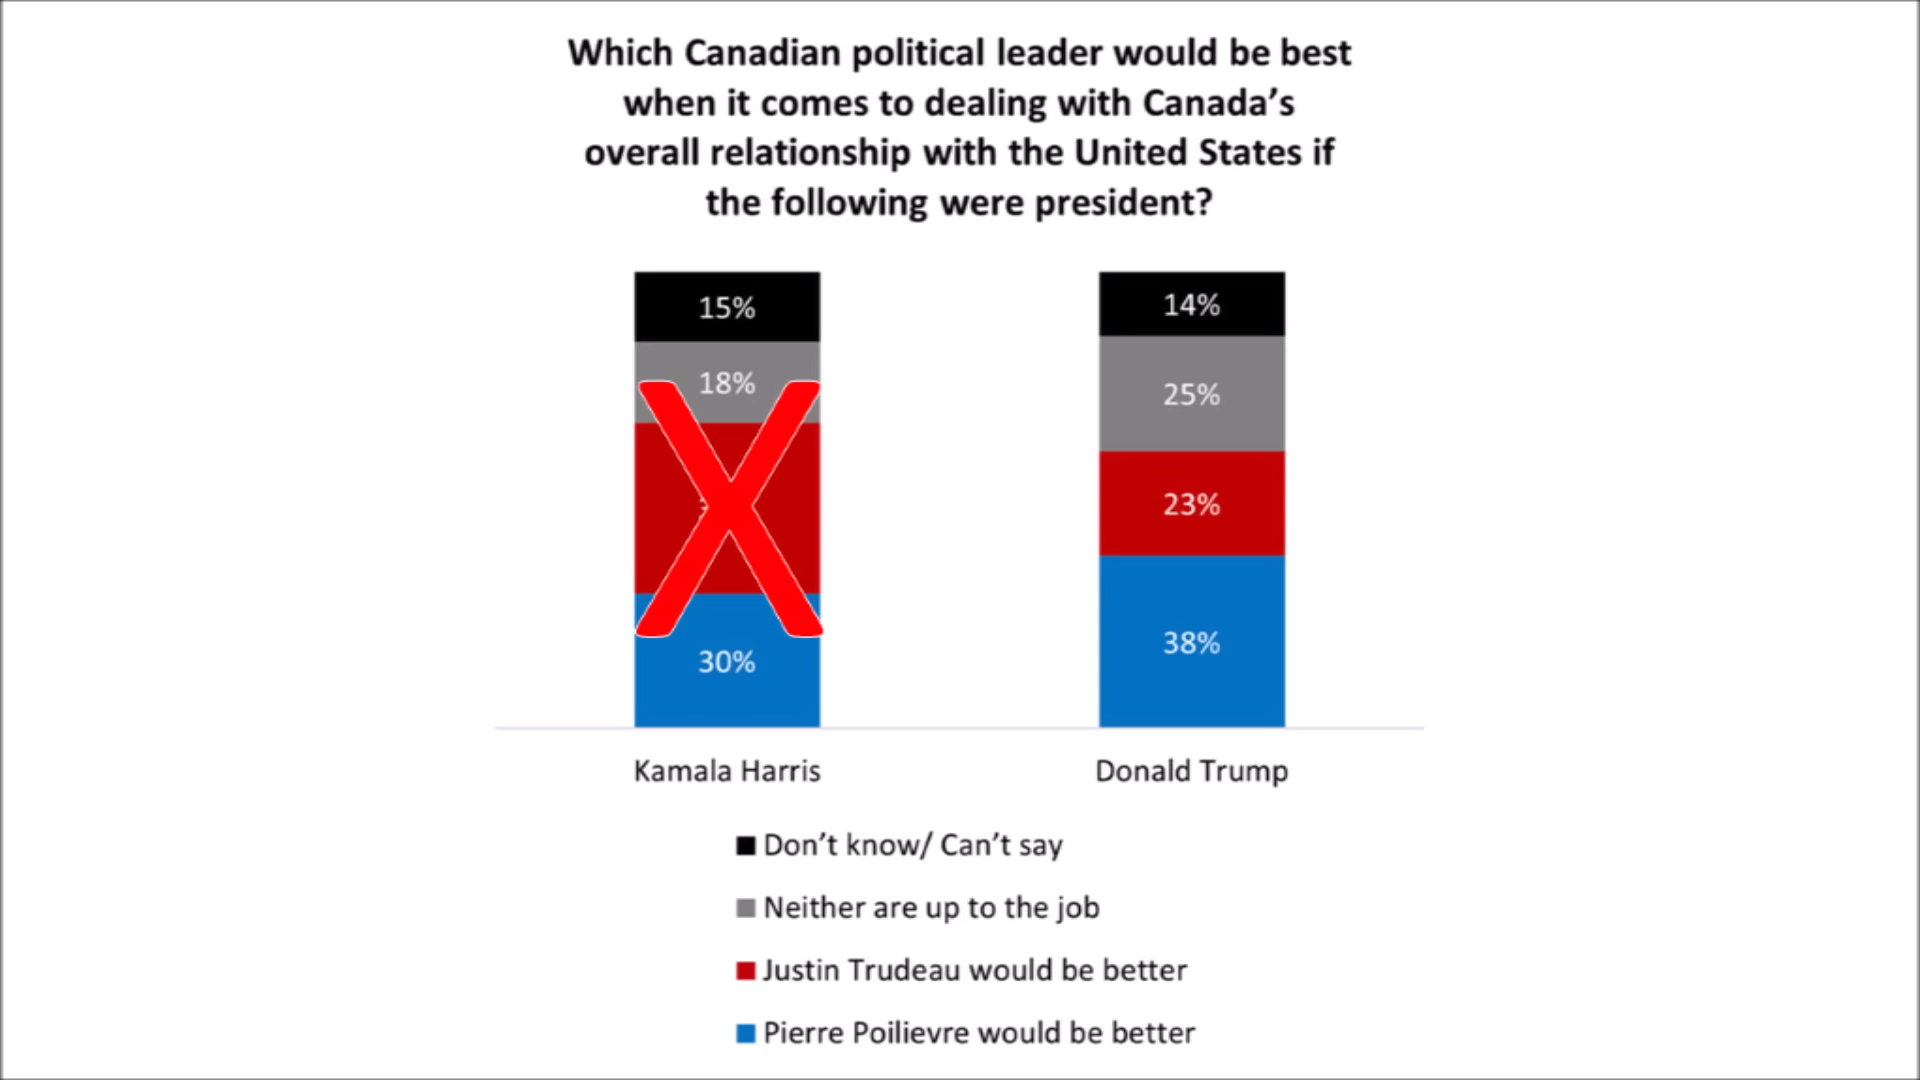 Which Canadian political leader would be best
when it comes to dealing with Canada’s
overall relationship with the United States if
the following were president?
15%
18%
30%
14%
25%
23%
38%
Kamala Harris
Donald Trump
Don’t know/ Can’t say
Neither are up to the job
Justin Trudeau would be better
Pierre Poilievre would be better